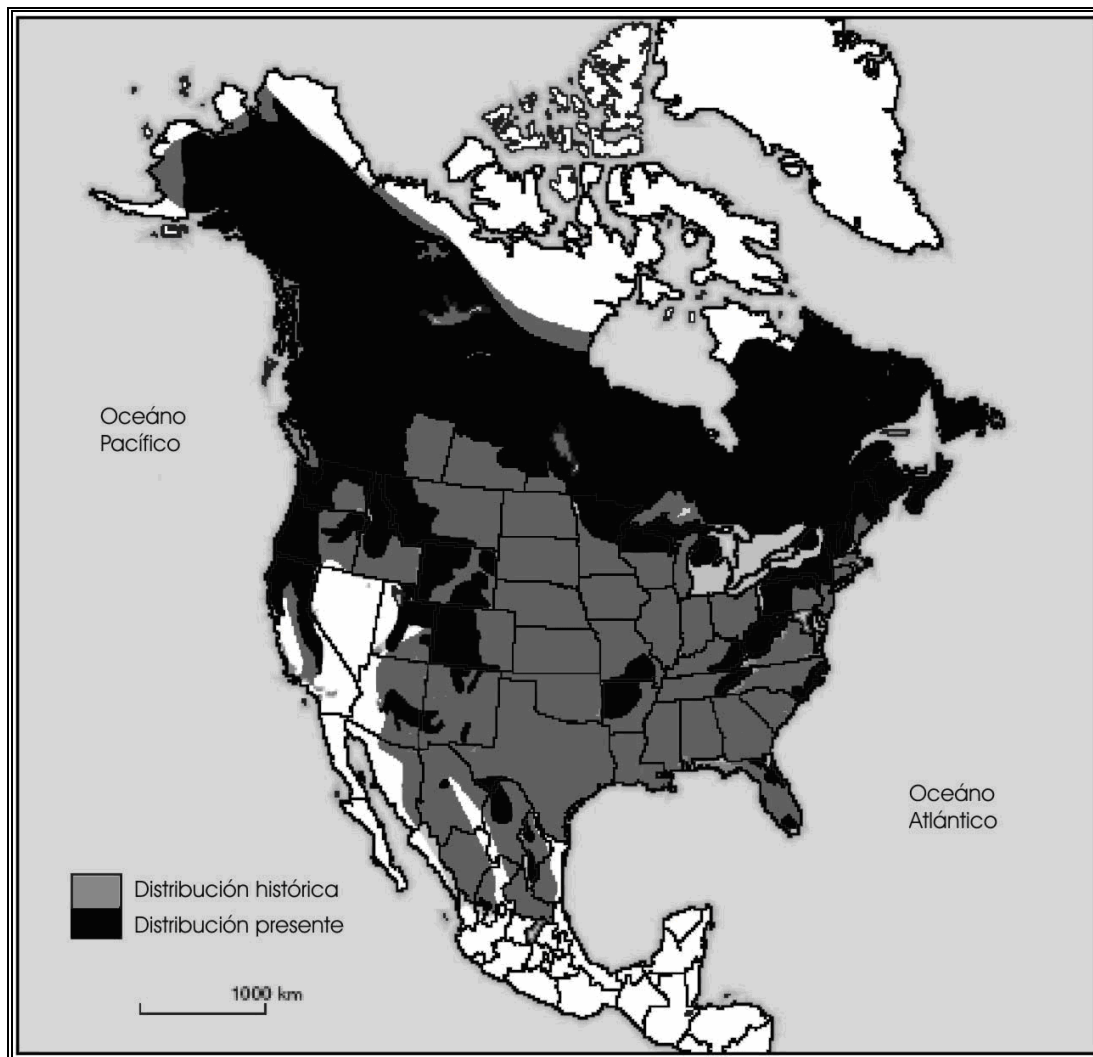 Oceáno
Pacífico
Oceáno
Atlántico
Distribución histórica
Distribución presente
1000 km